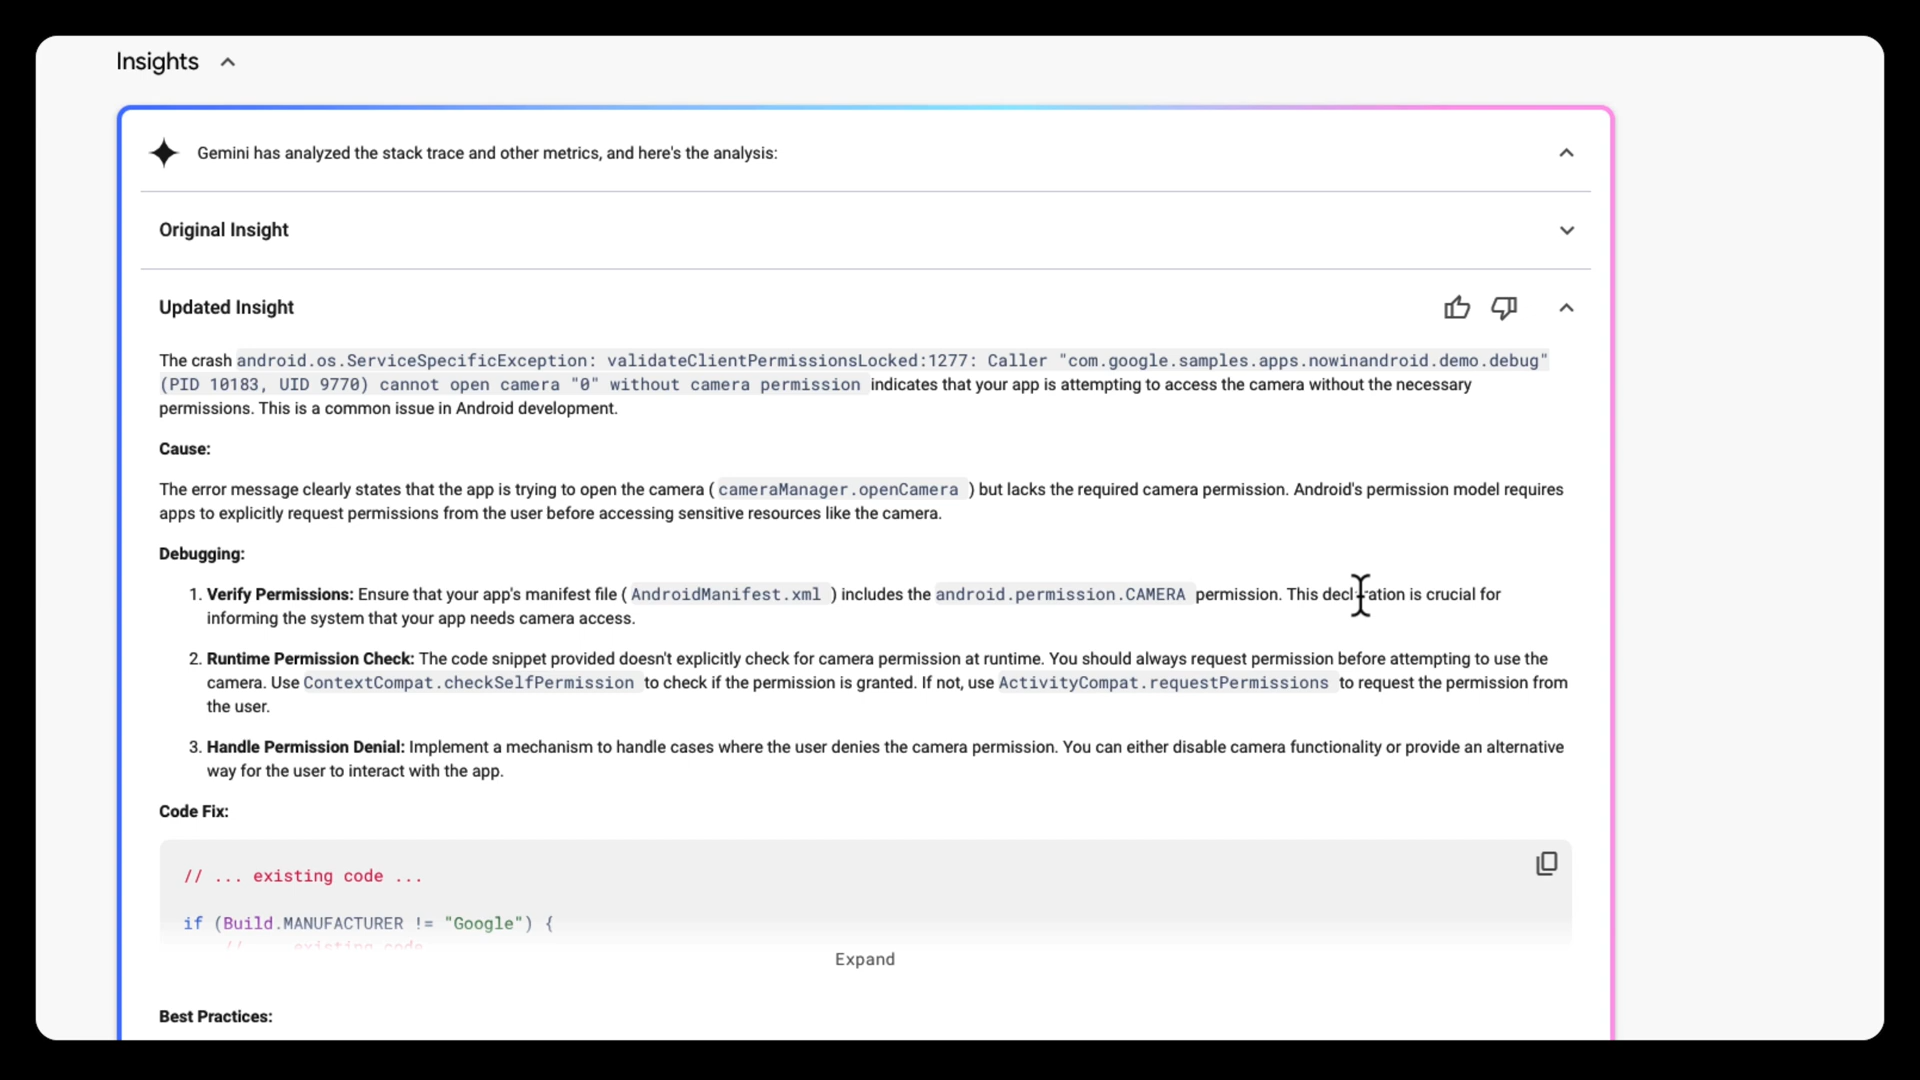 Insights
Gemini has analyzed the stack trace and other metrics, and here's the analysis:
Original Insight
Updated Insight
The crash android.os.ServiceSpecificException: validateClientPermissionsLocked:1277: Caller "com.google.samples.apps.nowinandroid.demo.debug"
(PID 10183, UID 9770) cannot open camera "0" without camera permission indicates that your app is attempting to access the camera without the necessary
permissions. This is a common issue in Android development.
Cause:
The error message clearly states that the app is trying to open the camera ( cameraManager.openCamera ) but lacks the required camera permission. Android's permission model requires
apps to explicitly request permissions from the user before accessing sensitive resources like the camera.
Debugging:
1. Verify Permissions: Ensure that your app's manifest file ( AndroidManifest.xml ) includes the android.permission.CAMERA permission. This declaration is crucial for
informing the system that your app needs camera access.
2. Runtime Permission Check: The code snippet provided doesn't explicitly check for camera permission at runtime. You should always request permission before attempting to use the
camera. Use ContextCompat.checkSelfPermission to check if the permission is granted. If not, use ActivityCompat.requestPermissions to request the permission from
the user.
3. Handle Permission Denial: Implement a mechanism to handle cases where the user denies the camera permission. You can either disable camera functionality or provide an alternative
way for the user to interact with the app.
Code Fix:
// ... existing code ...
if (Build.MANUFACTURER != "Google") {
// ... existing code
Expand
Best Practices: